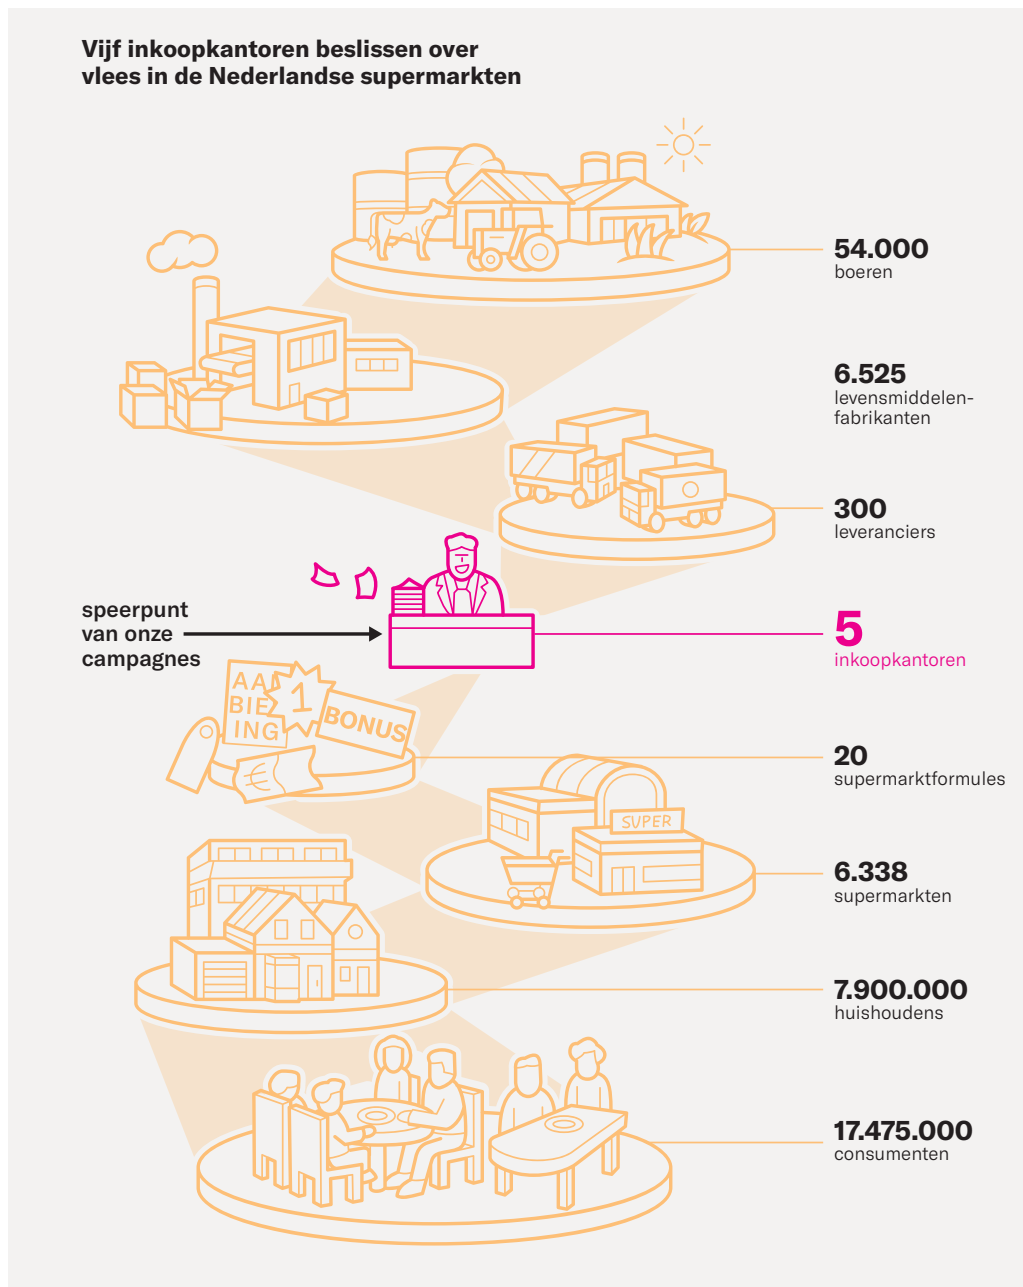 Vijf inkoopkantoren beslissen over
vlees in de Nederlandse supermarkten
54.000
boeren
6.525
levensmiddelen-
fabrikanten
300
leveranciers
speerpunt
van onze
campagnes
5
inkoopkantoren
AA
BIE
ING
1
BONUS
€
20
supermarktformules
SUPER
6.338
supermarkten
7.900.000
huishoudens
17.475.000
consumenten